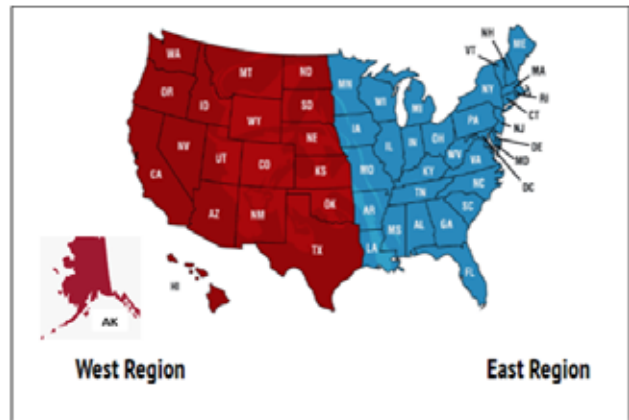 NH
VT
ME
WA
MT
ND
MN
OR
ID
SD
WI
MI
NY
MA
RI
CT
WY
IA
PA
NJ
NV
UT
CO
NE
IL
IN
OH
DE
MD
DC
CA
KS
MO
WV
VA
KY
NC
TN
AZ
NM
OK
AR
SC
MS
AL
GA
TX
LA
FL
HI
AK
West Region East Region